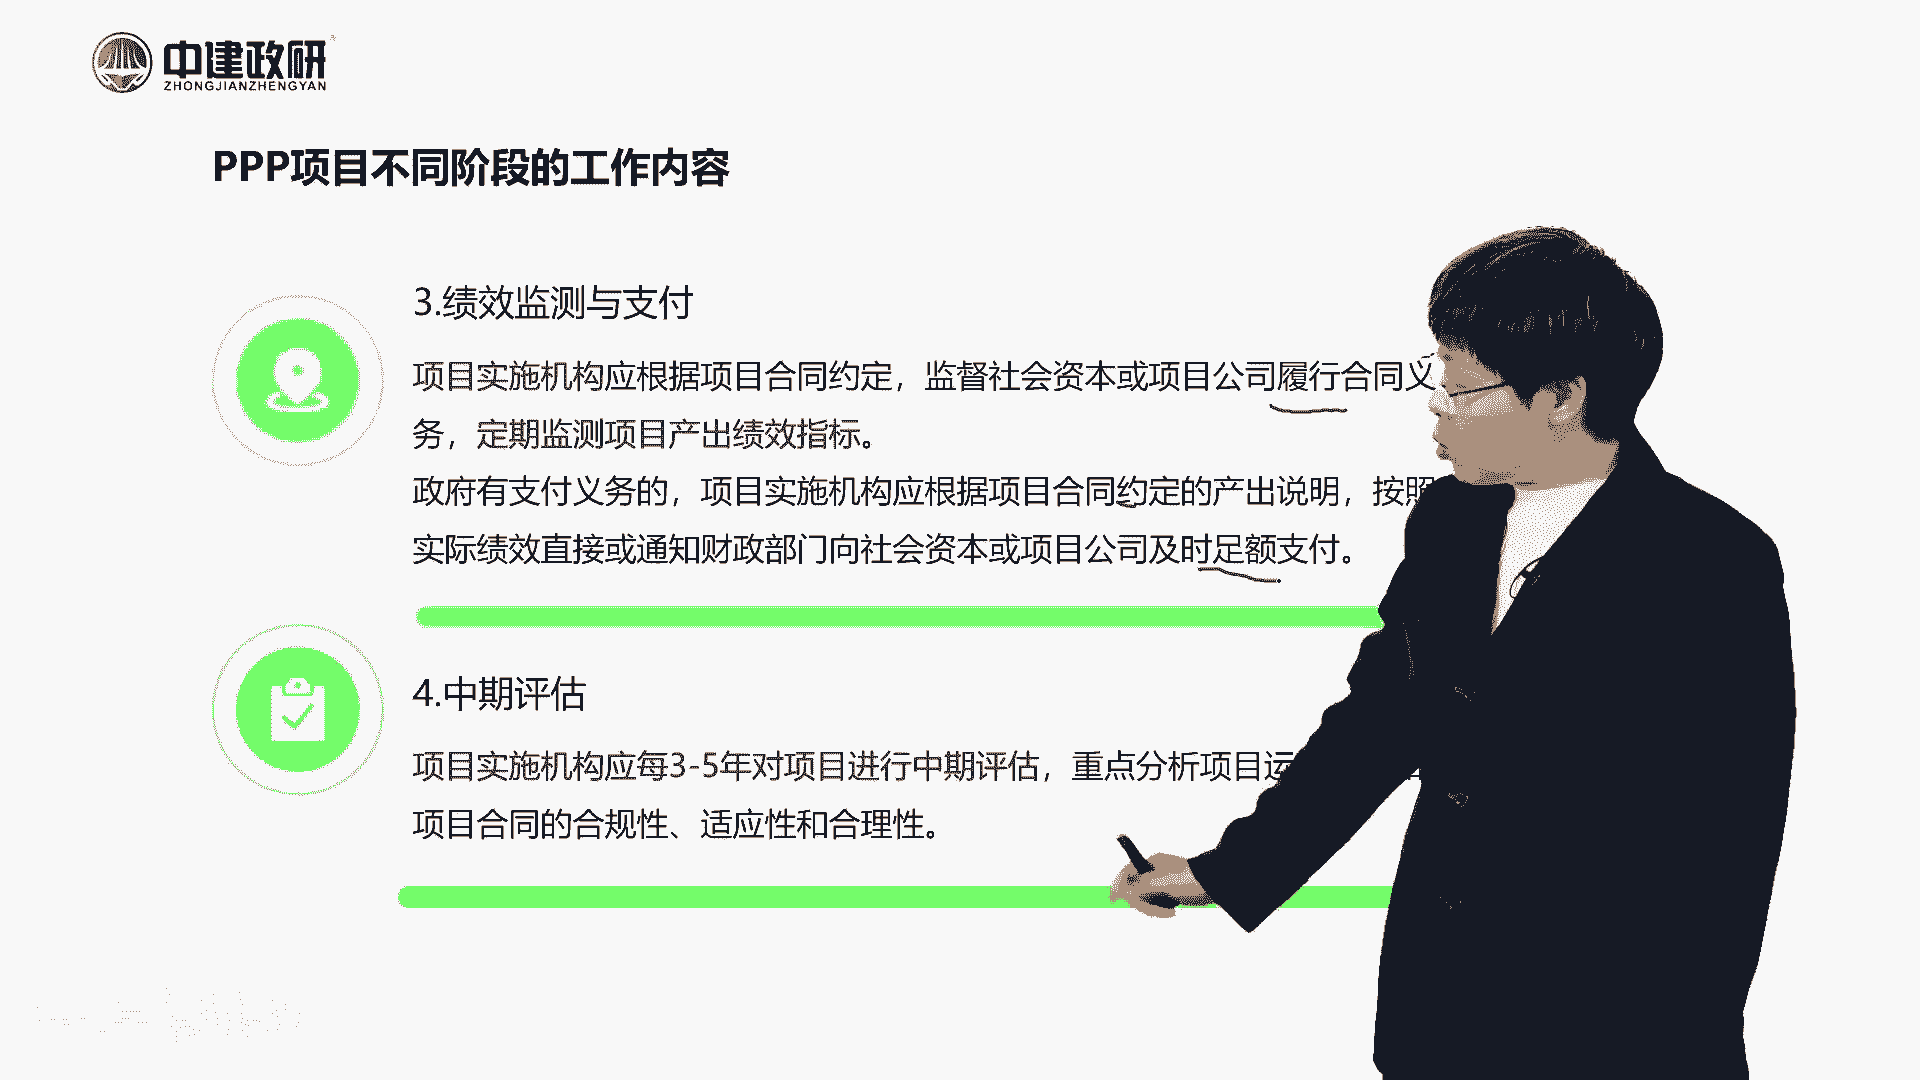 中建政研
ZHONGJIANZHENGYAN
PPP项目不同阶段的工作内容
3.绩效监测与支付
项目实施机构应根据项目合同约定，监督社会资本或项目公司履行合同义
务，定期监测项目产出绩效指标。
政府有支付义务的，项目实施机构应根据项目合同约定的产出说明，按照
实际绩效直接或通知财政部门向社会资本或项目公司及时足额支付。
4.中期评估
项目实施机构应每3-5年对项目进行中期评估，重点分析项目运
项目合同的合规性、适应性和合理性。